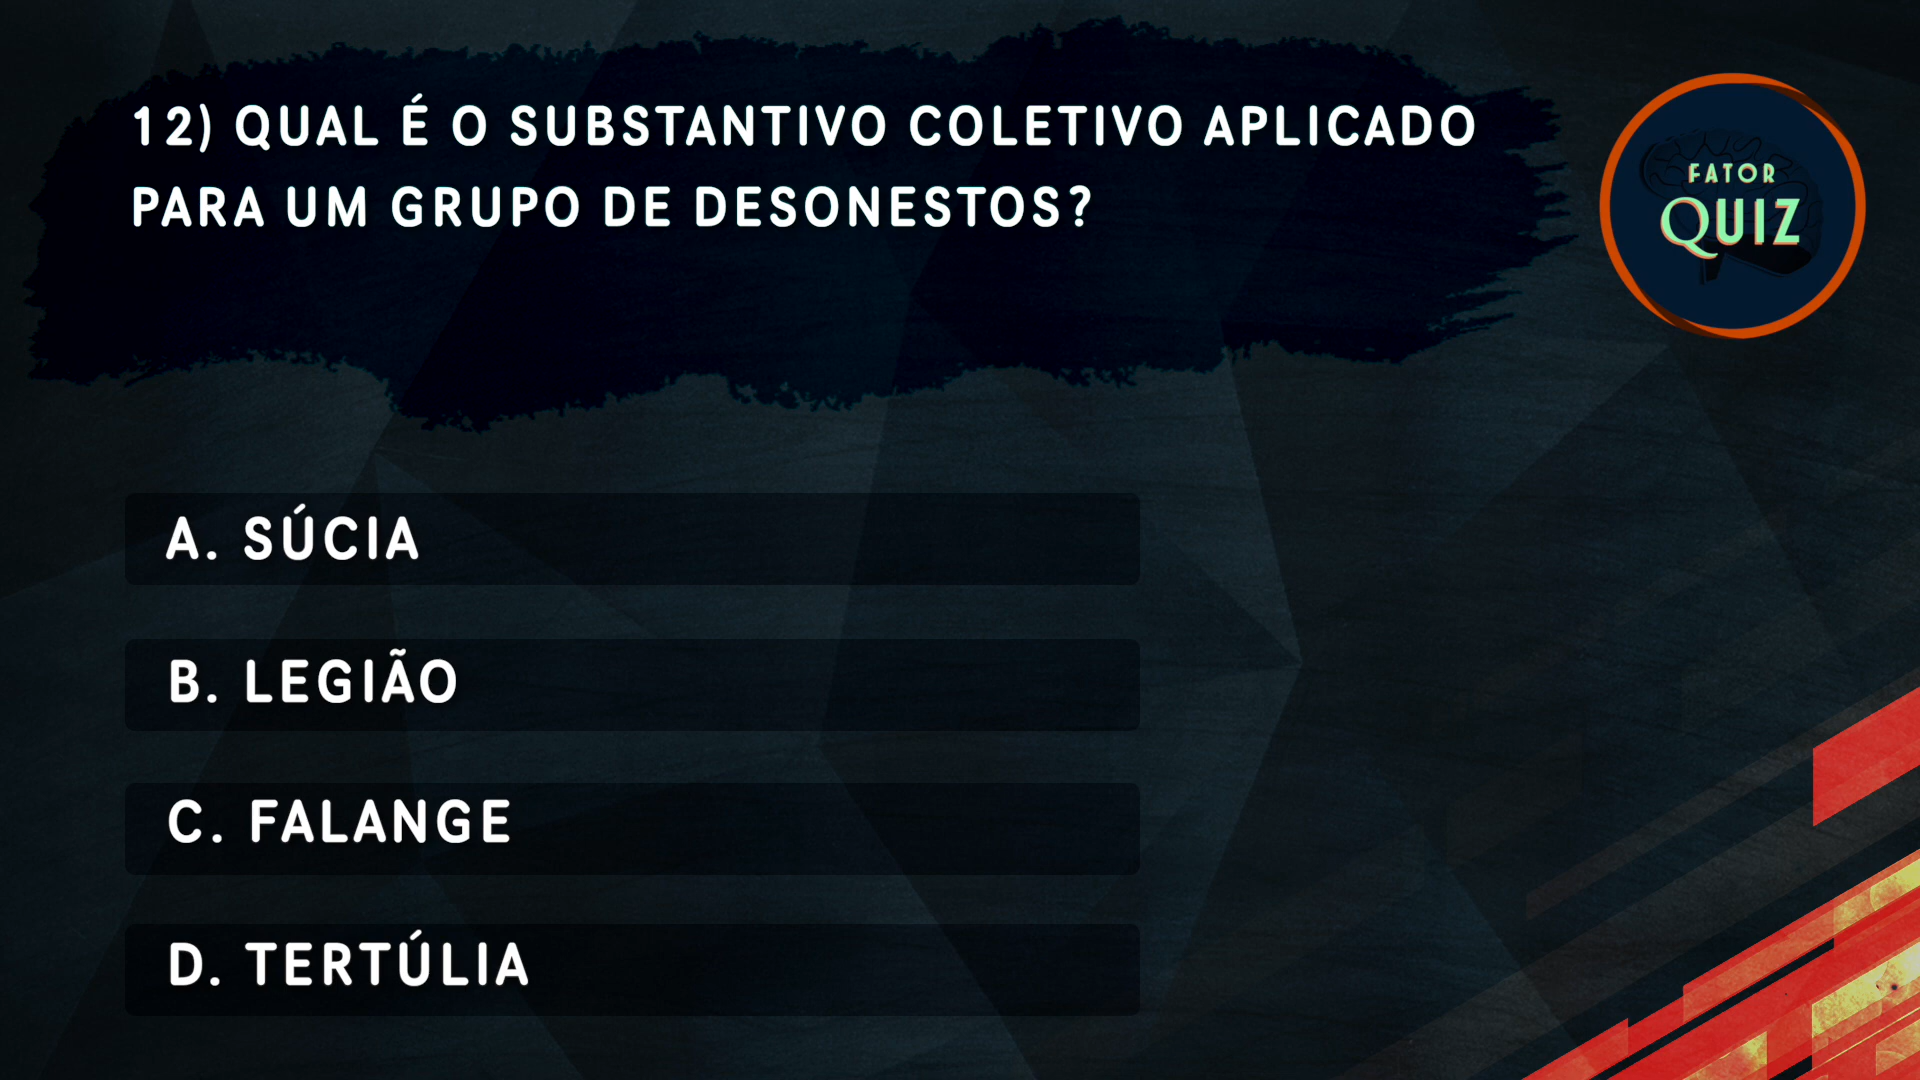 12) QUAL É O SUBSTANTIVO COLETIVO APLICADO
PARA UM GRUPO DE DESONESTOS?
FATOR
QUIZ
A. SÚCIA
B. LEGIÃO
C. FALANGE
D. TERTÚLIA